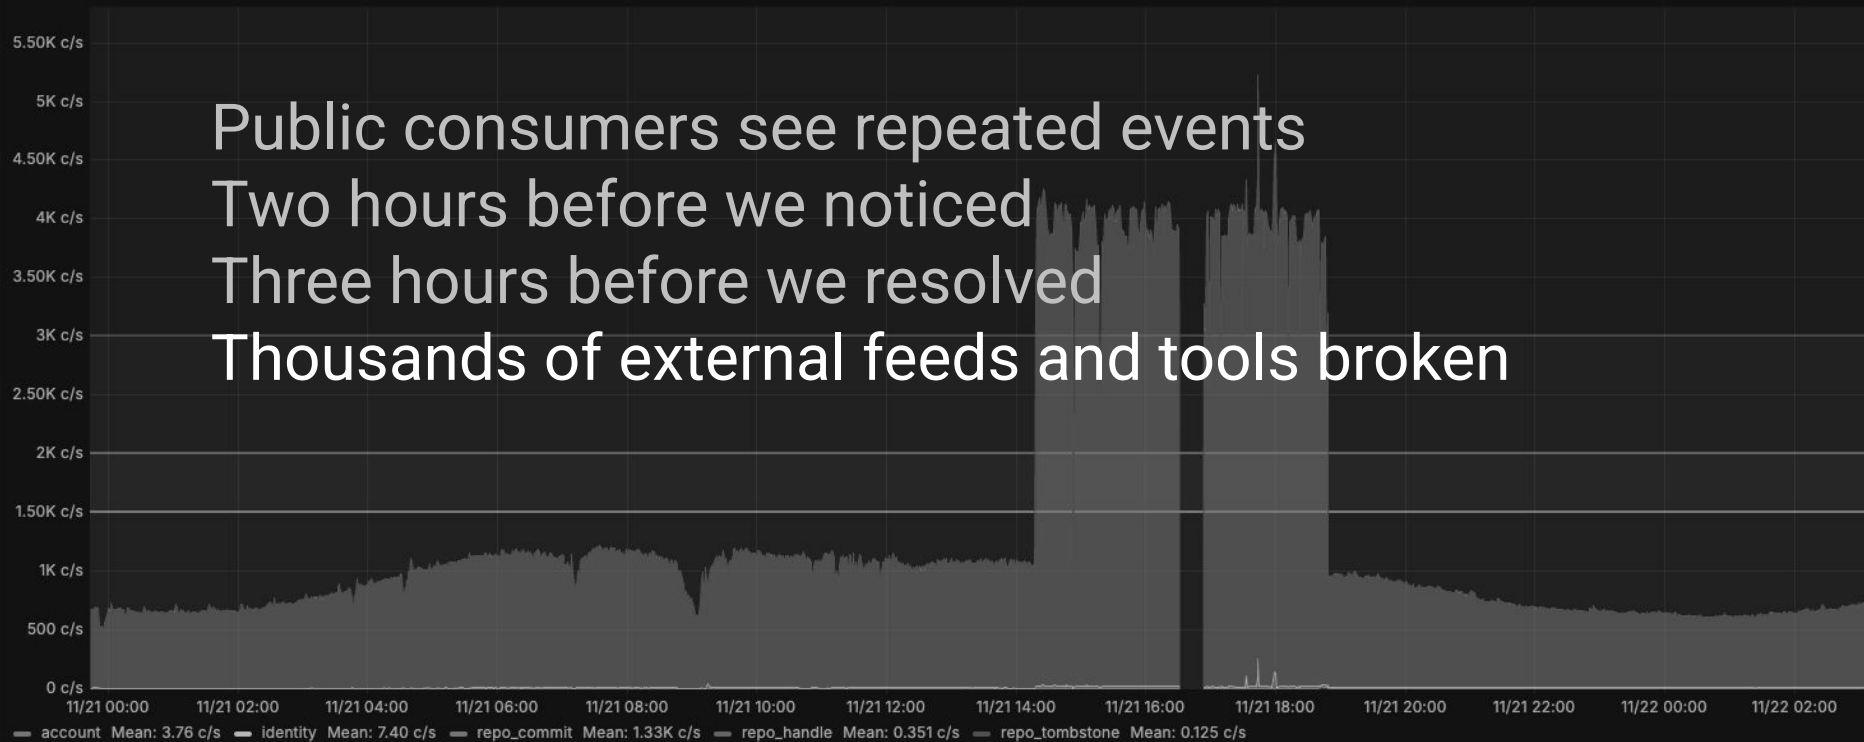 5.50K c/s
5K c/s
4.50K c/s
4K c/s
3.50K c/s
3K c/s
2.50K c/s
2K c/s
1.50K c/s
1K c/s
500 c/s
0 c/s
Public consumers see repeated events
Two hours before we noticed
Three hours before we resolved
Thousands of external feeds and tools broken
11/21 00:00 11/21 02:00 11/21 04:00 11/21 06:00 11/21 08:00 11/21 10:00 11/21 12:00 11/21 14:00 11/21 16:00 11/21 18:00 11/21 20:00 11/21 22:00 11/22 00:00 11/22 02:00
account Mean: 3.76 c/s identity Mean: 7.40 c/s repo_commit Mean: 1.33K c/s repo_handle Mean: 0.351 c/s repo_tombstone Mean: 0.125 c/s